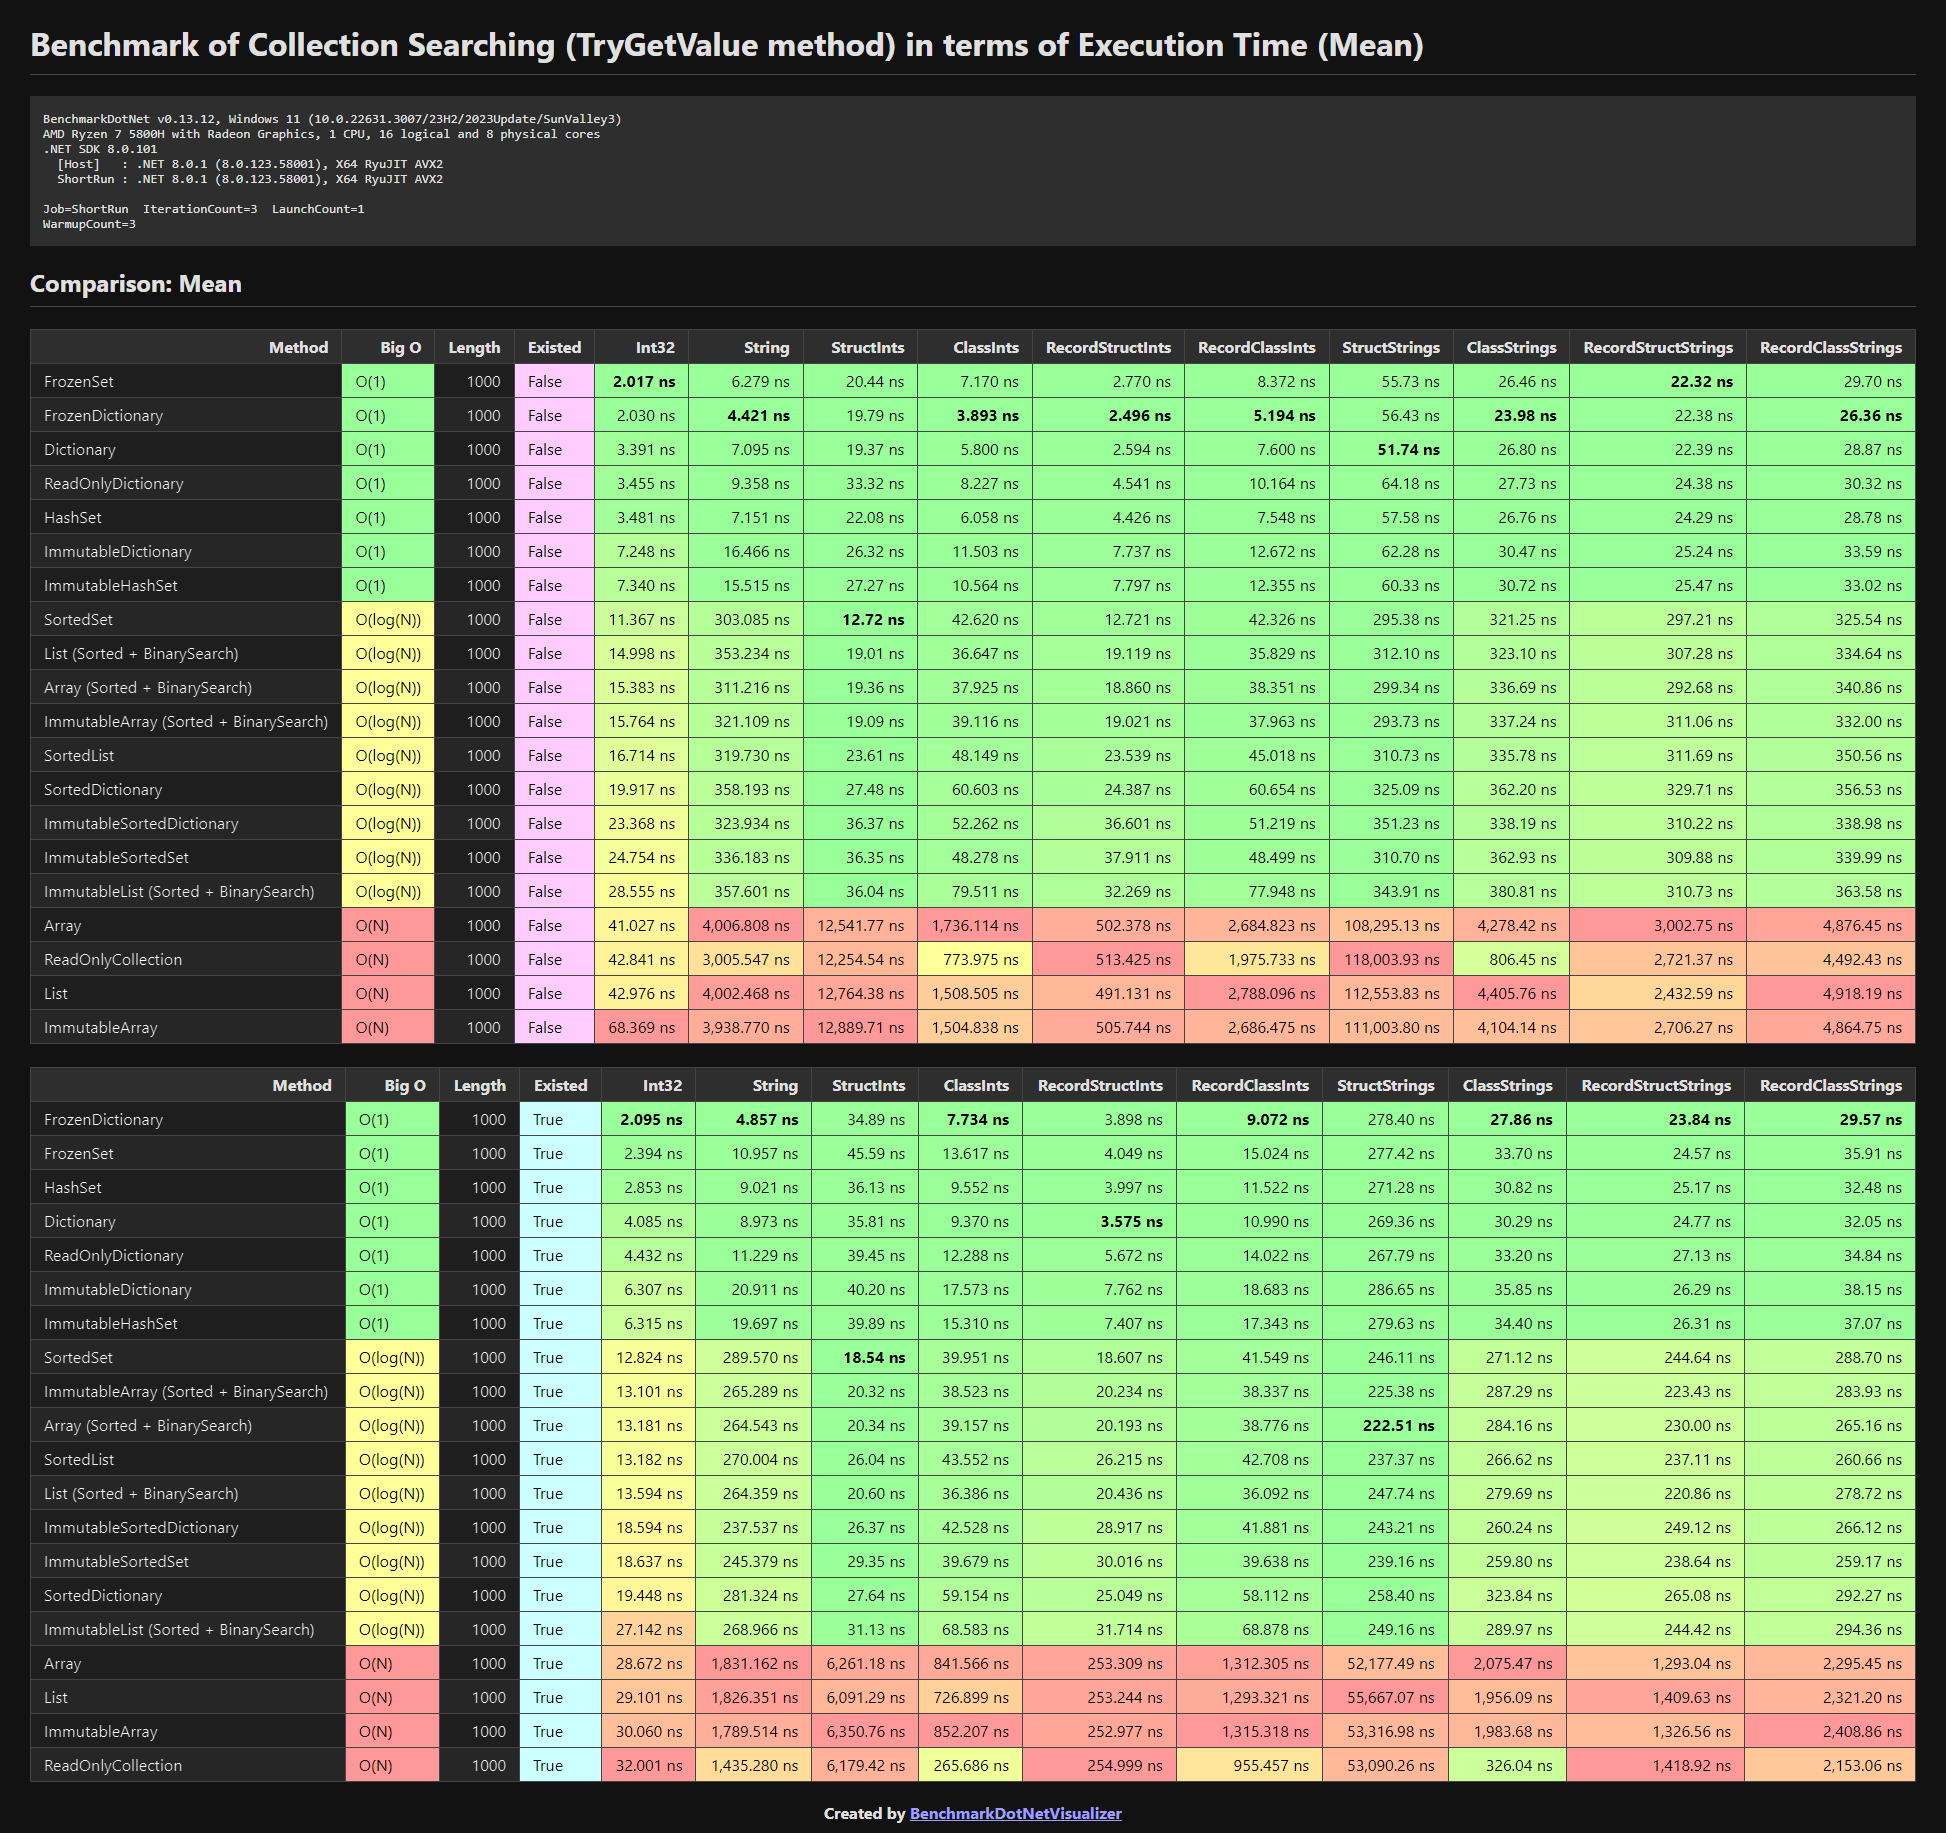 Benchmark of Collection Searching (TryGetValue method) in terms of Execution Time (Mean)
BenchmarkDotNet v0.13.12, Windows 11 (10.0.22631.3007/23H2/2023Update/SunValley3)
AMD Ryzen 7 5800H with Radeon Graphics, 1 CPU, 16 logical and 8 physical cores
.NET SDK 8.0.101
[Host] : .NET 8.0.1 (8.0.123.58001), X64 RyuJIT AVX2
ShortRun : .NET 8.0.1 (8.0.123.58001), X64 RyuJIT AVX2
Job=ShortRun IterationCount=3 LaunchCount=1
WarmupCount=3
Comparison: Mean
Method Big O Length Existed Int32 String StructInts ClassInts RecordStructInts RecordClassInts StructStrings ClassStrings RecordStructStrings RecordClassStrings
FrozenSet O(1) 1000 False 2.017 ns 6.279 ns 20.44 ns 7.170 ns 2.770 ns 8.372 ns 55.73 ns 26.46 ns 22.32 ns 29.70 ns
FrozenDictionary O(1) 1000 False 2.030 ns 4.421 ns 19.79 ns 3.893 ns 2.496 ns 5.194 ns 56.43 ns 23.98 ns 22.38 ns 26.36 ns
Dictionary O(1) 1000 False 3.391 ns 7.095 ns 19.37 ns 5.800 ns 2.594 ns 7.600 ns 51.74 ns 26.80 ns 22.39 ns 28.87 ns
ReadOnlyDictionary O(1) 1000 False 3.455 ns 9.358 ns 33.32 ns 8.227 ns 4.541 ns 10.164 ns 64.18 ns 27.73 ns 24.38 ns 30.32 ns
HashSet O(1) 1000 False 3.481 ns 7.151 ns 22.08 ns 6.058 ns 4.426 ns 7.548 ns 57.58 ns 26.76 ns 24.29 ns 28.78 ns
ImmutableDictionary O(1) 1000 False 7.248 ns 16.466 ns 26.32 ns 11.503 ns 7.737 ns 12.672 ns 62.28 ns 30.47 ns 25.24 ns 33.59 ns
ImmutableHashSet O(1) 1000 False 7.340 ns 15.515 ns 27.27 ns 10.564 ns 7.797 ns 12.355 ns 60.33 ns 30.72 ns 25.47 ns 33.02 ns
SortedSet O(log(N)) 1000 False 11.367 ns 303.085 ns 12.72 ns 42.620 ns 12.721 ns 42.326 ns 295.38 ns 321.25 ns 297.21 ns 325.54 ns
List (Sorted + BinarySearch) O(log(N)) 1000 False 14.998 ns 353.234 ns 19.01 ns 36.647 ns 19.119 ns 35.829 ns 312.10 ns 323.10 ns 307.28 ns 334.64 ns
Array (Sorted + BinarySearch) O(log(N)) 1000 False 15.383 ns 311.216 ns 19.36 ns 37.925 ns 18.860 ns 38.351 ns 299.34 ns 336.69 ns 292.68 ns 340.86 ns
ImmutableArray (Sorted + BinarySearch) O(log(N)) 1000 False 15.764 ns 321.109 ns 19.09 ns 39.116 ns 19.021 ns 37.963 ns 293.73 ns 337.24 ns 311.06 ns 332.00 ns
SortedList O(log(N)) 1000 False 16.714 ns 319.730 ns 23.61 ns 48.149 ns 23.539 ns 45.018 ns 310.73 ns 335.78 ns 311.69 ns 350.56 ns
SortedDictionary O(log(N)) 1000 False 19.917 ns 358.193 ns 27.48 ns 60.603 ns 24.387 ns 60.654 ns 325.09 ns 362.20 ns 329.71 ns 356.53 ns
ImmutableSortedDictionary O(log(N)) 1000 False 23.368 ns 323.934 ns 36.37 ns 52.262 ns 36.601 ns 51.219 ns 351.23 ns 338.19 ns 310.22 ns 338.98 ns
ImmutableSortedSet O(log(N)) 1000 False 24.754 ns 336.183 ns 36.35 ns 48.278 ns 37.911 ns 48.499 ns 310.70 ns 362.93 ns 309.88 ns 339.99 ns
ImmutableList (Sorted + BinarySearch) O(log(N)) 1000 False 28.555 ns 357.601 ns 36.04 ns 79.511 ns 32.269 ns 77.948 ns 343.91 ns 380.81 ns 310.73 ns 363.58 ns
Array O(N) 1000 False 41.027 ns 4,006.808 ns 12,541.77 ns 1,736.114 ns 502.378 ns 2,684.823 ns 108,295.13 ns 4,278.42 ns 3,002.75 ns 4,876.45 ns
ReadOnlyCollection O(N) 1000 False 42.841 ns 3,005.547 ns 12,254.54 ns 773.975 ns 513.425 ns 1,975.733 ns 118,003.93 ns 806.45 ns 2,721.37 ns 4,492.43 ns
List O(N) 1000 False 42.976 ns 4,002.468 ns 12,764.38 ns 1,508.505 ns 491.131 ns 2,788.096 ns 112,553.83 ns 4,405.76 ns 2,432.59 ns 4,918.19 ns
ImmutableArray O(N) 1000 False 68.369 ns 3,938.770 ns 12,889.71 ns 1,504.838 ns 505.744 ns 2,686.475 ns 111,003.80 ns 4,104.14 ns 2,706.27 ns 4,864.75 ns
Method Big O Length Existed Int32 String StructInts ClassInts RecordStructInts RecordClassInts StructStrings ClassStrings RecordStructStrings RecordClassStrings
FrozenDictionary O(1) 1000 True 2.095 ns 4.857 ns 34.89 ns 7.734 ns 3.898 ns 9.072 ns 278.40 ns 27.86 ns 23.84 ns 29.57 ns
FrozenSet O(1) 1000 True 2.394 ns 10.957 ns 45.59 ns 13.617 ns 4.049 ns 15.024 ns 277.42 ns 33.70 ns 24.57 ns 35.91 ns
HashSet O(1) 1000 True 2.853 ns 9.021 ns 36.13 ns 9.552 ns 3.997 ns 11.522 ns 271.28 ns 30.82 ns 25.17 ns 32.48 ns
Dictionary O(1) 1000 True 4.085 ns 8.973 ns 35.81 ns 9.370 ns 3.575 ns 10.990 ns 269.36 ns 30.29 ns 24.77 ns 32.05 ns
ReadOnlyDictionary O(1) 1000 True 4.432 ns 11.229 ns 39.45 ns 12.288 ns 5.672 ns 14.022 ns 267.79 ns 33.20 ns 27.13 ns 34.84 ns
ImmutableDictionary O(1) 1000 True 6.307 ns 20.911 ns 40.20 ns 17.573 ns 7.762 ns 18.683 ns 286.65 ns 35.85 ns 26.29 ns 38.15 ns
ImmutableHashSet O(1) 1000 True 6.315 ns 19.697 ns 39.89 ns 15.310 ns 7.407 ns 17.343 ns 279.63 ns 34.40 ns 26.31 ns 37.07 ns
SortedSet O(log(N)) 1000 True 12.824 ns 289.570 ns 18.54 ns 39.951 ns 18.607 ns 41.549 ns 246.11 ns 271.12 ns 244.64 ns 288.70 ns
ImmutableArray (Sorted + BinarySearch) O(log(N)) 1000 True 13.101 ns 265.289 ns 20.32 ns 38.523 ns 20.234 ns 38.337 ns 225.38 ns 287.29 ns 223.43 ns 283.93 ns
Array (Sorted + BinarySearch) O(log(N)) 1000 True 13.181 ns 264.543 ns 20.34 ns 39.157 ns 20.193 ns 38.776 ns 222.51 ns 284.16 ns 230.00 ns 265.16 ns
SortedList O(log(N)) 1000 True 13.182 ns 270.004 ns 26.04 ns 43.552 ns 26.215 ns 42.708 ns 237.37 ns 266.62 ns 237.11 ns 260.66 ns
List (Sorted + BinarySearch) O(log(N)) 1000 True 13.594 ns 264.359 ns 20.60 ns 36.386 ns 20.436 ns 36.092 ns 247.74 ns 279.69 ns 220.86 ns 278.72 ns
ImmutableSortedDictionary O(log(N)) 1000 True 18.594 ns 237.537 ns 26.37 ns 42.528 ns 28.917 ns 41.881 ns 243.21 ns 260.24 ns 249.12 ns 266.12 ns
ImmutableSortedSet O(log(N)) 1000 True 18.637 ns 245.379 ns 29.35 ns 39.679 ns 30.016 ns 39.638 ns 239.16 ns 259.80 ns 238.64 ns 259.17 ns
SortedDictionary O(log(N)) 1000 True 19.448 ns 281.324 ns 27.64 ns 59.154 ns 25.049 ns 58.112 ns 258.40 ns 323.84 ns 265.08 ns 292.27 ns
ImmutableList (Sorted + BinarySearch) O(log(N)) 1000 True 27.142 ns 268.966 ns 31.13 ns 68.583 ns 31.714 ns 68.878 ns 249.16 ns 289.97 ns 244.42 ns 294.36 ns
Array O(N) 1000 True 28.672 ns 1,831.162 ns 6,261.18 ns 841.566 ns 253.309 ns 1,312.305 ns 52,177.49 ns 2,075.47 ns 1,293.04 ns 2,295.45 ns
List O(N) 1000 True 29.101 ns 1,826.351 ns 6,091.29 ns 726.899 ns 253.244 ns 1,293.321 ns 55,667.07 ns 1,956.09 ns 1,409.63 ns 2,321.20 ns
ImmutableArray O(N) 1000 True 30.060 ns 1,789.514 ns 6,350.76 ns 852.207 ns 252.977 ns 1,315.318 ns 53,316.98 ns 1,983.68 ns 1,326.56 ns 2,408.86 ns
ReadOnlyCollection O(N) 1000 True 32.001 ns 1,435.280 ns 6,179.42 ns 265.686 ns 254.999 ns 955.457 ns 53,090.26 ns 326.04 ns 1,418.92 ns 2,153.06 ns
Created by BenchmarkDotNetVisualizer